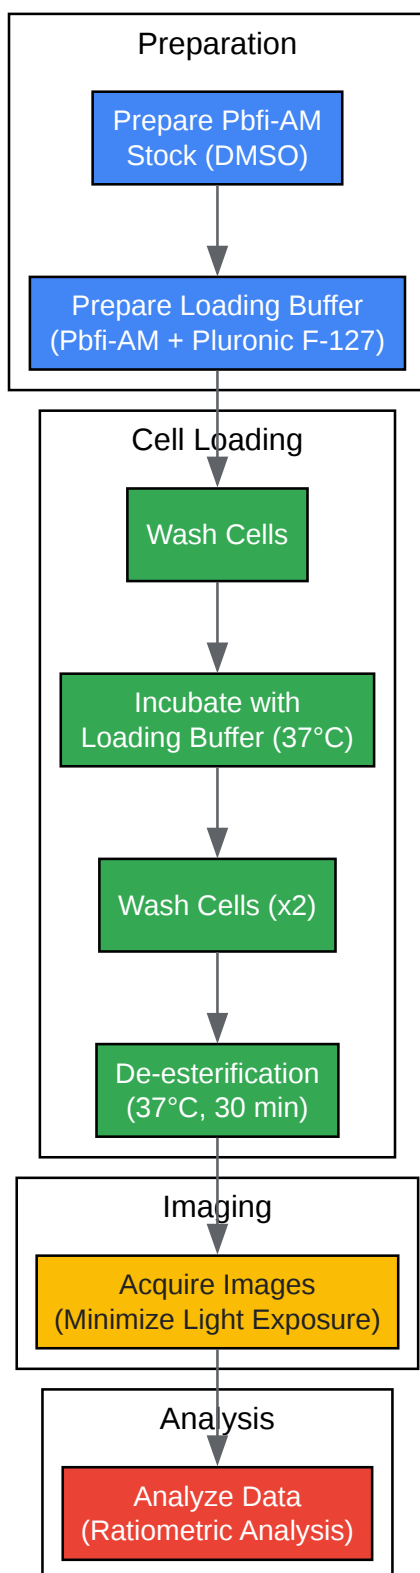 Preparation
Prepare Pbfi-AM
Stock (DMSO)
Prepare Loading Buffer
(Pbfi-AM + Pluronic F-127)
Cell Loading
Wash Cells
Incubate with
Loading Buffer (37°C)
Wash Cells (x2)
De-esterification
(37°C, 30 min)
Imaging
Acquire Images
(Minimize Light Exposure)
Analysis
Analyze Data
(Ratiometric Analysis)